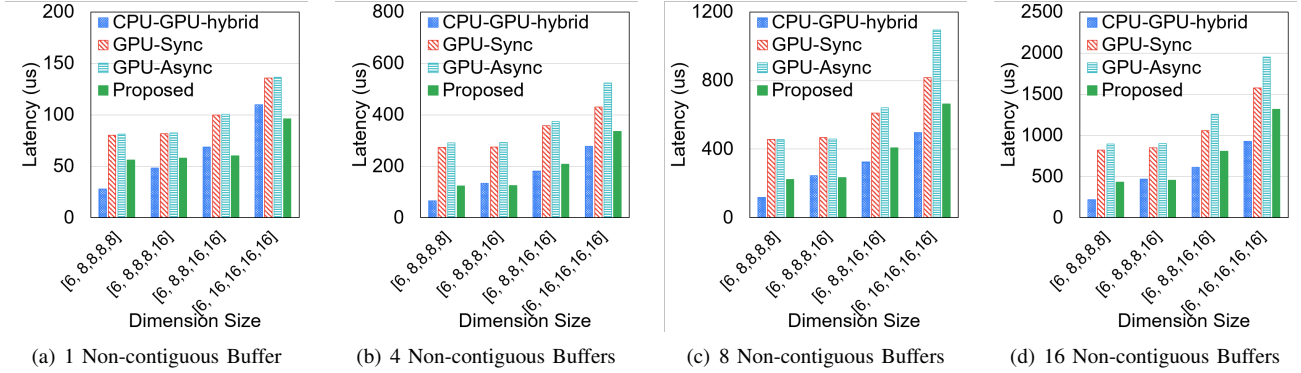 200
150
100
50
0
Latency (us)
CPU-GPU-hybrid
GPU-Sync
GPU-Async
Proposed
[6, 8,8,8,8]
[6, 8,8,8,16]
[6, 8,8,16,16]
[6, 16,16,16,16]
Dimension Size
(a) 1 Non-contiguous Buffer
800
600
400
200
0
Latency (us)
CPU-GPU-hybrid
GPU-Sync
GPU-Async
Proposed
[6, 8,8,8,8]
[6, 8,8,8,16]
[6, 8,8,16,16]
[6, 16,16,16,16]
Dimension Size
(b) 4 Non-contiguous Buffers
1200
800
400
0
Latency (us)
CPU-GPU-hybrid
GPU-Sync
GPU-Async
Proposed
[6, 8,8,8,8]
[6, 8,8,8,16]
[6, 8,8,16,16]
[6, 16,16,16,16]
Dimension Size
(c) 8 Non-contiguous Buffers
2500
2000
1500
1000
500
0
Latency (us)
CPU-GPU-hybrid
GPU-Sync
GPU-Async
Proposed
[6, 8,8,8,8]
[6, 8,8,8,16]
[6, 8,8,16,16]
[6, 16,16,16,16]
Dimension Size
(d) 16 Non-contiguous Buffers